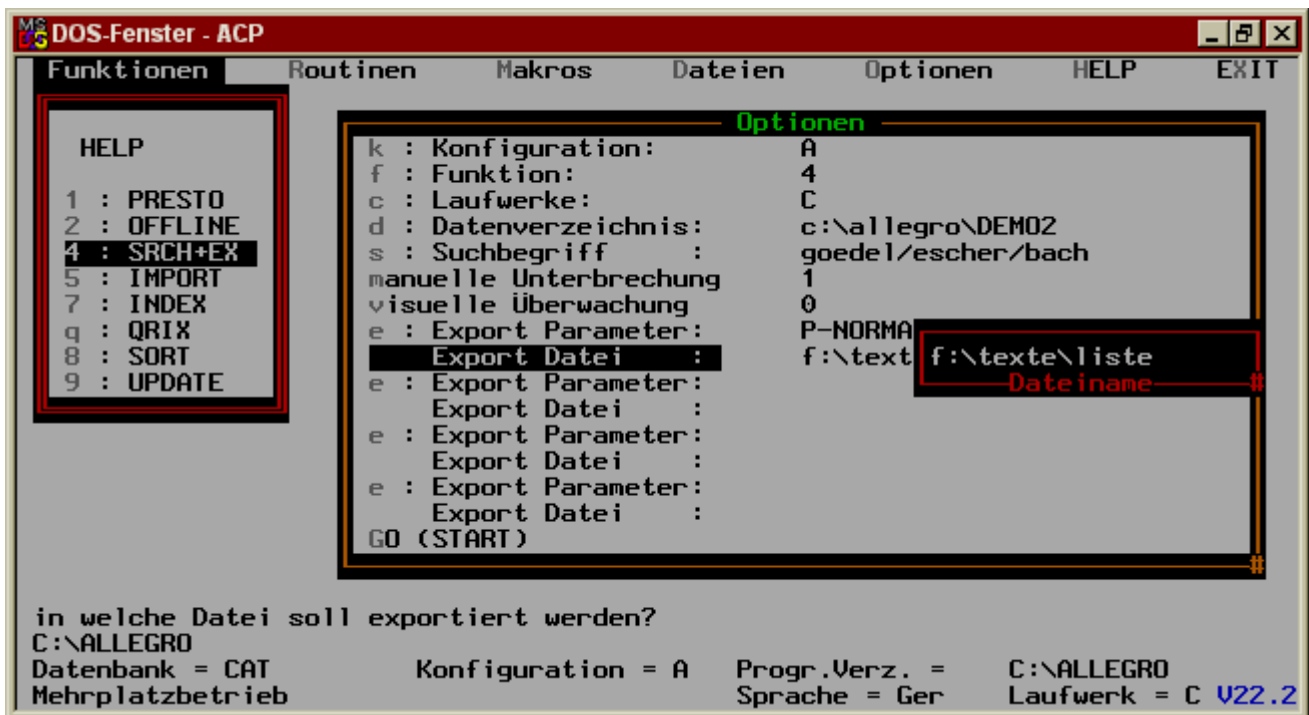 DOS-Fenster - ACP
Funktionen Routinen Makros Dateien Optionen HELP EXIT
HELP
1 : PRESTO
2 : OFFLINE
4 : SRCH+EX
5 : IMPORT
7 : INDEX
q : QRIX
8 : SORT
9 : UPDATE
Optionen
k : Konfiguration: A
f : Funktion: 4
c : Laufwerke: C
d : Datenverzeichnis: c:\allegro\DEMO2
s : Suchbegriff : goedel/escher/bach
manuelle Unterbrechung 1
visuelle Überwachung 0
e : Export Parameter: P-NORMA
Export Datei : f:\text
e : Export Parameter:
Export Datei :
e : Export Parameter:
Export Datei :
e : Export Parameter:
Export Datei :
GO (START)
f:\texte\liste
Dateiname
in welche Datei soll exportiert werden?
C:\ALLEGRO
Datenbank = CAT Konfiguration = A Progr.Verz. = C:\ALLEGRO
Mehrplatzbetrieb Sprache = Ger Laufwerk = C V22.2